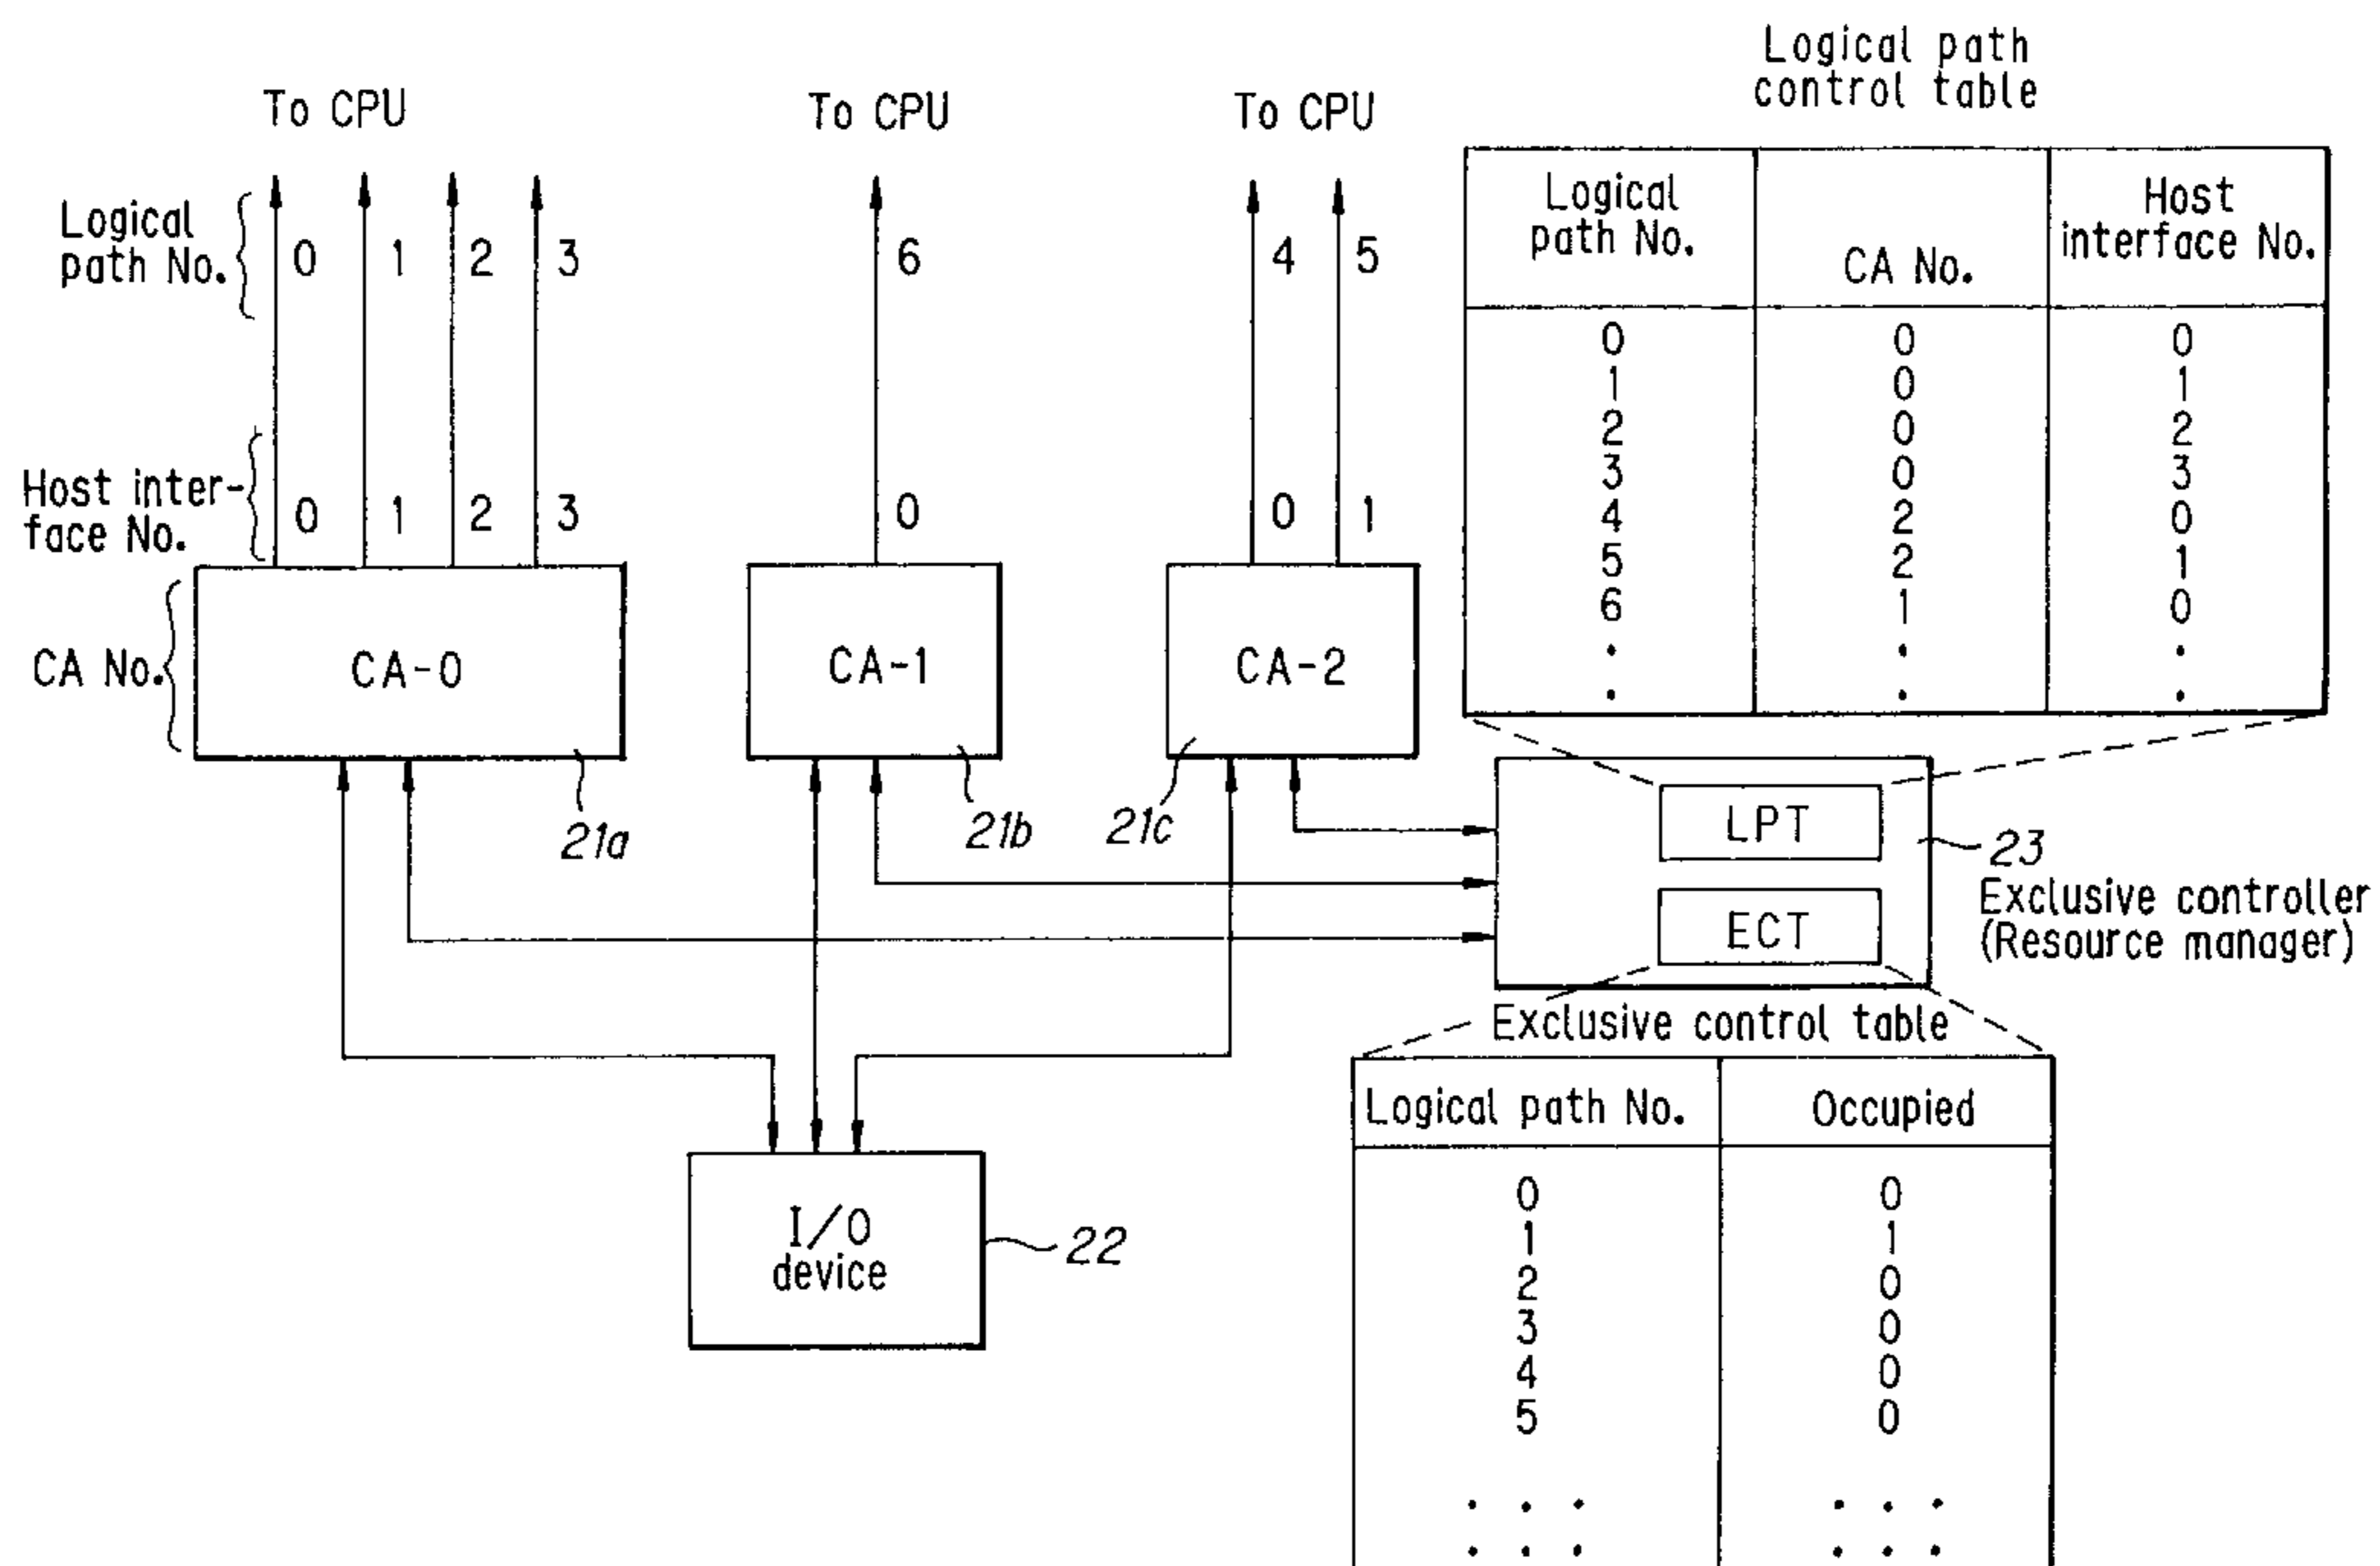 Logical path
control table
To CPU
To CPU
To CPU
Logical
path No.
0 1 2 3
6
4 5
Host inter-
face No.
0 1 2 3
0
0 1
CA No.
CA-0
CA-1
CA-2
21a
21b
21c
Logical
path No.
CA No.
Host
interface No.
0 0 0
1 0 1
2 0 2
3 0 3
4 2 0
5 2 1
6 1 0
. . .
. . .
LPT
ECT
23
Exclusive controller
(Resource manager)
Exclusive control table
Logical path No. Occupied
0 0
1 1
2 0
3 0
4 0
5 0
. . . . . .
. . . . . .
I/O
device
22